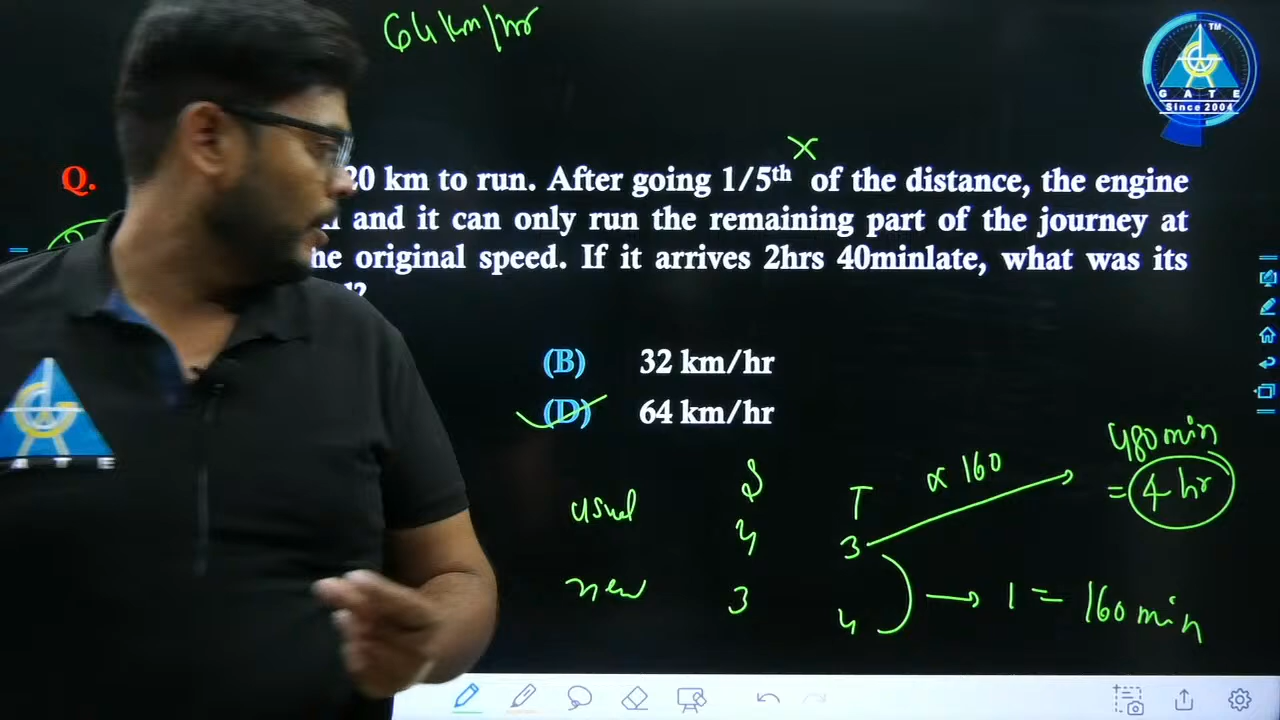 64 km/hr
TM
GATE
Since 2004
x
Q. 20 km to run. After going 1/5th of the distance, the engine
and it can only run the remaining part of the journey at
he original speed. If it arrives 2hrs 40minlate, what was its
(B) 32 km/hr
(D) 64 km/hr
480 min
S T ∝ 160 = 4 hr
usual 4 3
new 3 4 → 1 = 160 min
ATE